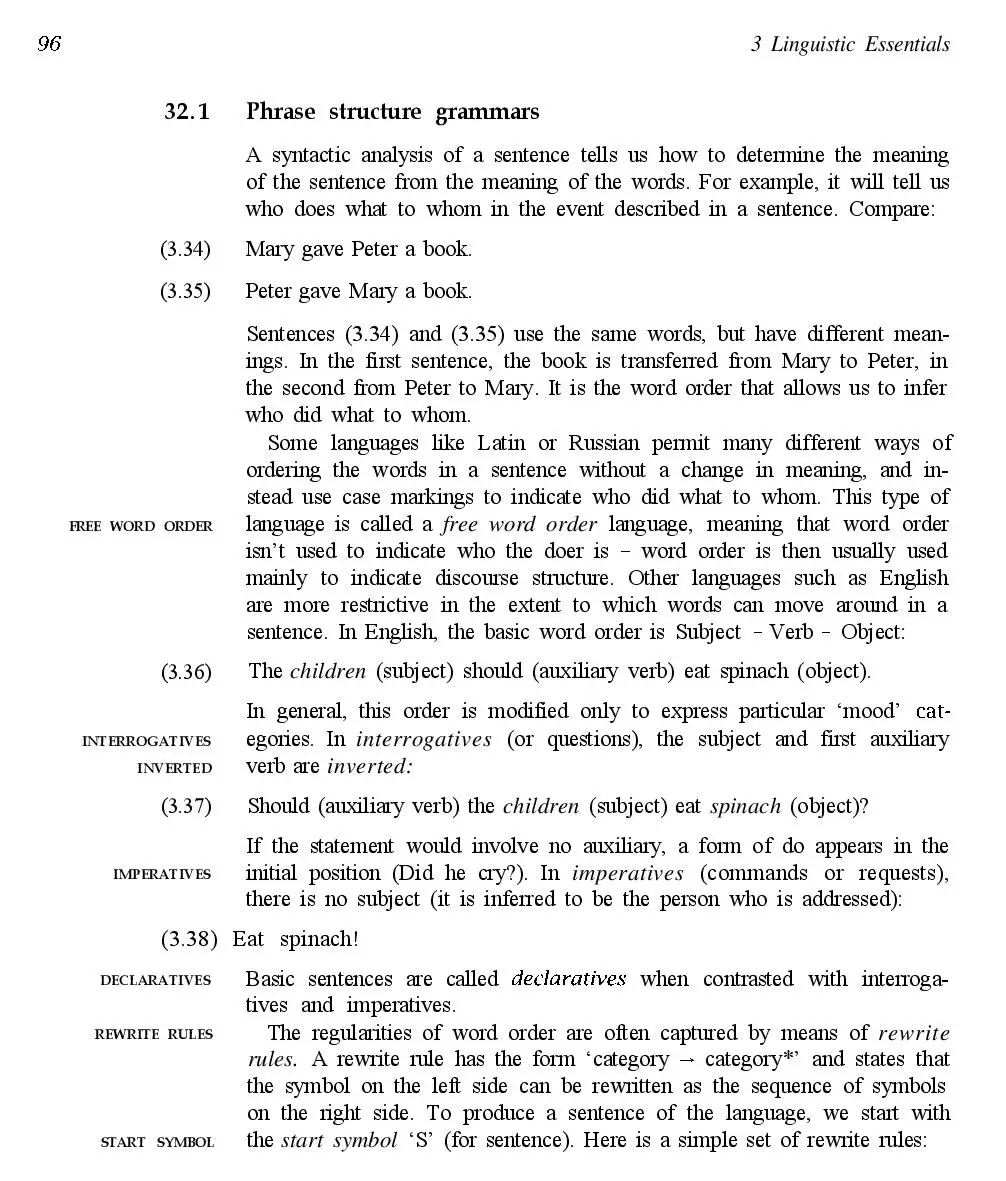 96 3 Linguistic Essentials
32.1 Phrase structure grammars
A syntactic analysis of a sentence tells us how to determine the meaning
of the sentence from the meaning of the words. For example, it will tell us
who does what to whom in the event described in a sentence. Compare:
(3.34) Mary gave Peter a book.
(3.35) Peter gave Mary a book.
Sentences (3.34) and (3.35) use the same words, but have different mean-
ings. In the first sentence, the book is transferred from Mary to Peter, in
the second from Peter to Mary. It is the word order that allows us to infer
who did what to whom.
Some languages like Latin or Russian permit many different ways of
ordering the words in a sentence without a change in meaning, and in-
stead use case markings to indicate who did what to whom. This type of
FREE WORD ORDER language is called a free word order language, meaning that word order
isn't used to indicate who the doer is – word order is then usually used
mainly to indicate discourse structure. Other languages such as English
are more restrictive in the extent to which words can move around in a
sentence. In English, the basic word order is Subject – Verb – Object:
(3.36) The children (subject) should (auxiliary verb) eat spinach (object).
In general, this order is modified only to express particular ‘mood’ cat-
INTERROGATIVES egories. In interrogatives (or questions), the subject and first auxiliary
INVERTED verb are inverted:
(3.37) Should (auxiliary verb) the children (subject) eat spinach (object)?
If the statement would involve no auxiliary, a form of do appears in the
IMPERATIVES initial position (Did he cry?). In imperatives (commands or requests),
there is no subject (it is inferred to be the person who is addressed):
(3.38) Eat spinach!
DECLARATIVES Basic sentences are called declaratives when contrasted with interroga-
tives and imperatives.
REWRITE RULES The regularities of word order are often captured by means of rewrite
rules. A rewrite rule has the form ‘category → category*’ and states that
the symbol on the left side can be rewritten as the sequence of symbols
on the right side. To produce a sentence of the language, we start with
START SYMBOL the start symbol ‘S’ (for sentence). Here is a simple set of rewrite rules: